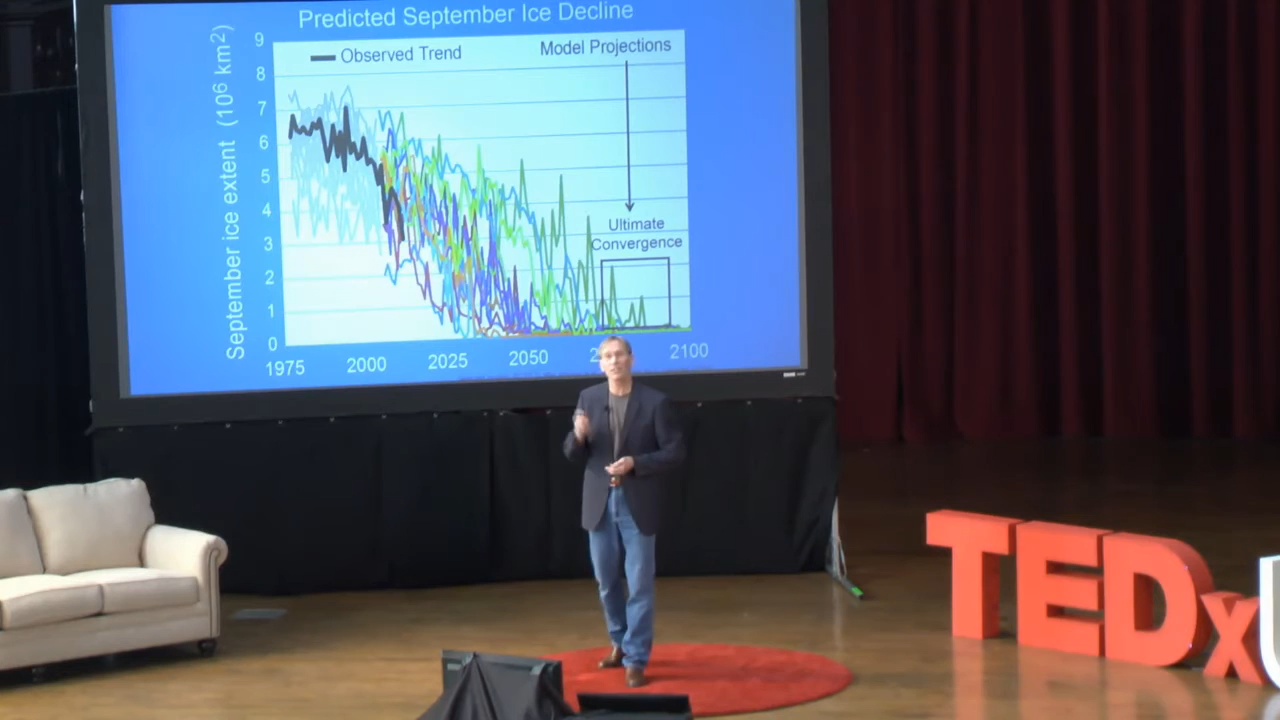 Predicted September Ice Decline
September ice extent (10⁶ km²)
9
8
7
6
5
4
3
2
1
0
Observed Trend
Model Projections
Ultimate
Convergence
1975
2000
2025
2050
2100
TEDx